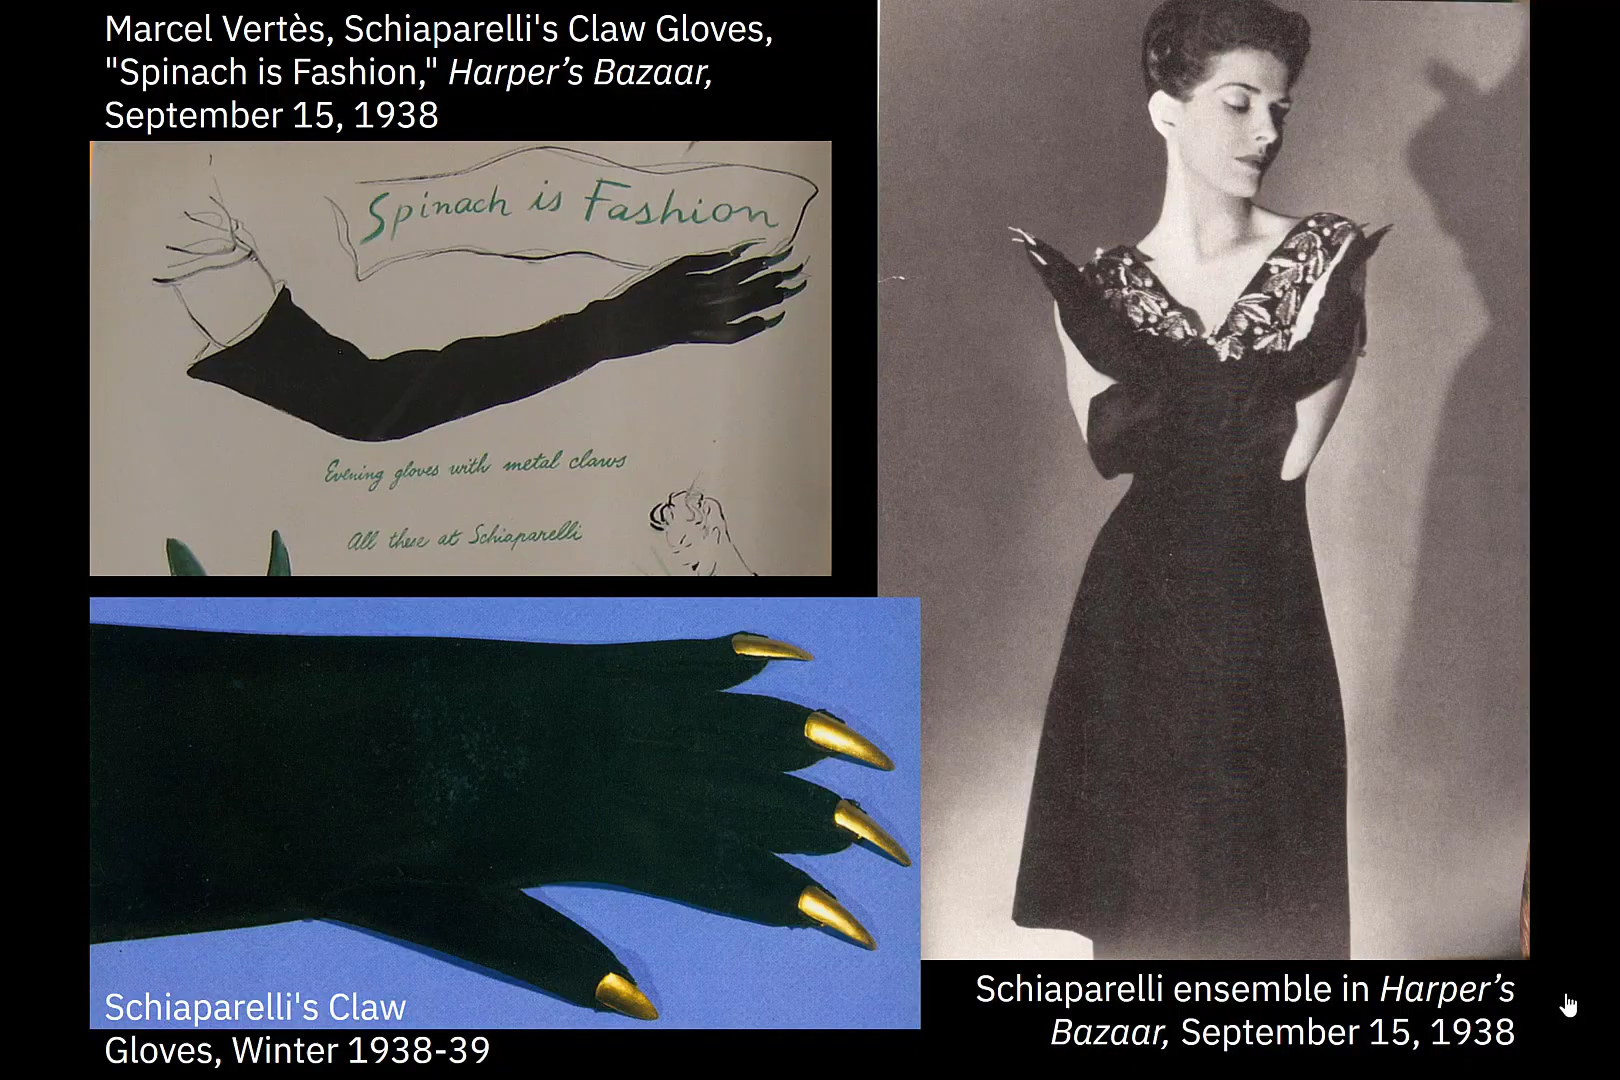 Marcel Vertès, Schiaparelli's Claw Gloves,
"Spinach is Fashion," Harper’s Bazaar,
September 15, 1938
Spinach is Fashion
Evening gloves with metal claws
All these at Schiaparelli
Schiaparelli's Claw
Gloves, Winter 1938-39
Schiaparelli ensemble in Harper’s
Bazaar, September 15, 1938